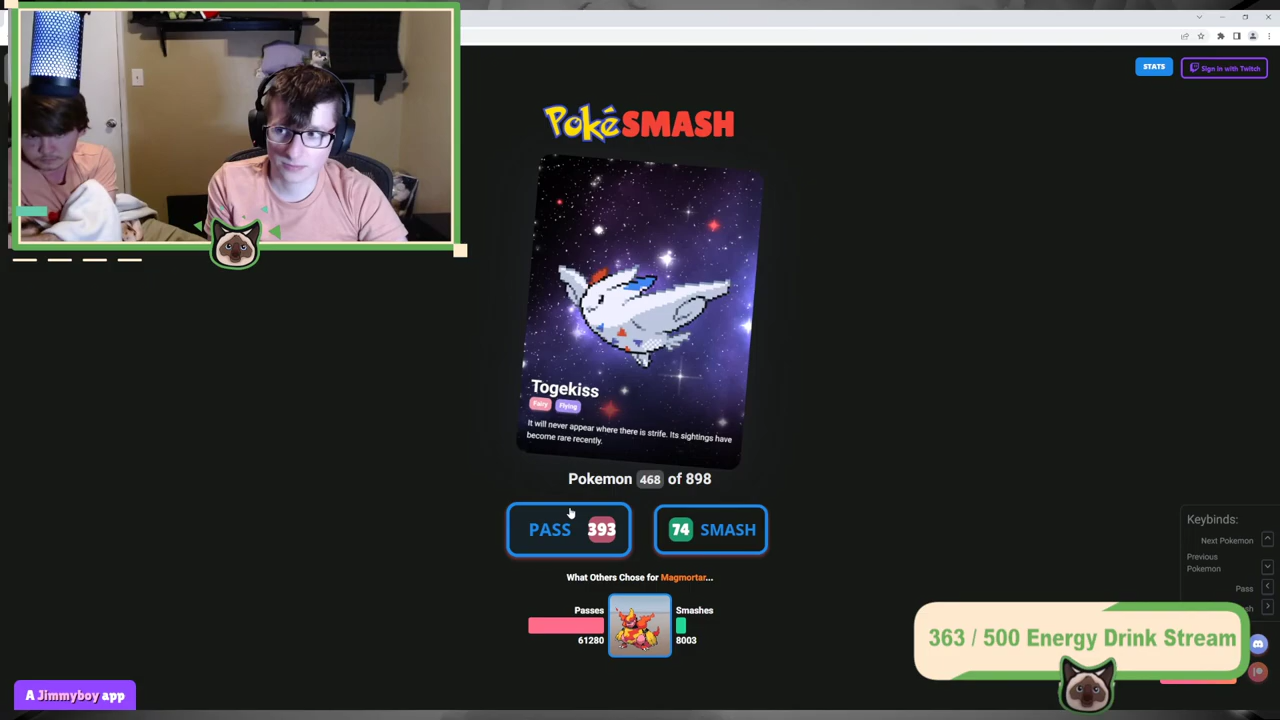 STATS
Sign in with Twitch
PokéSMASH
Togekiss
Fairy Flying
It will never appear where there is strife. Its sightings have
become rare recently.
Pokemon 468 of 898
PASS 393
74 SMASH
What Others Chose for Magmortar...
Passes
61280
Smashes
8003
Keybinds:
Next Pokemon
Previous
Pokemon
Pass
363 / 500 Energy Drink Stream
A Jimmyboy app